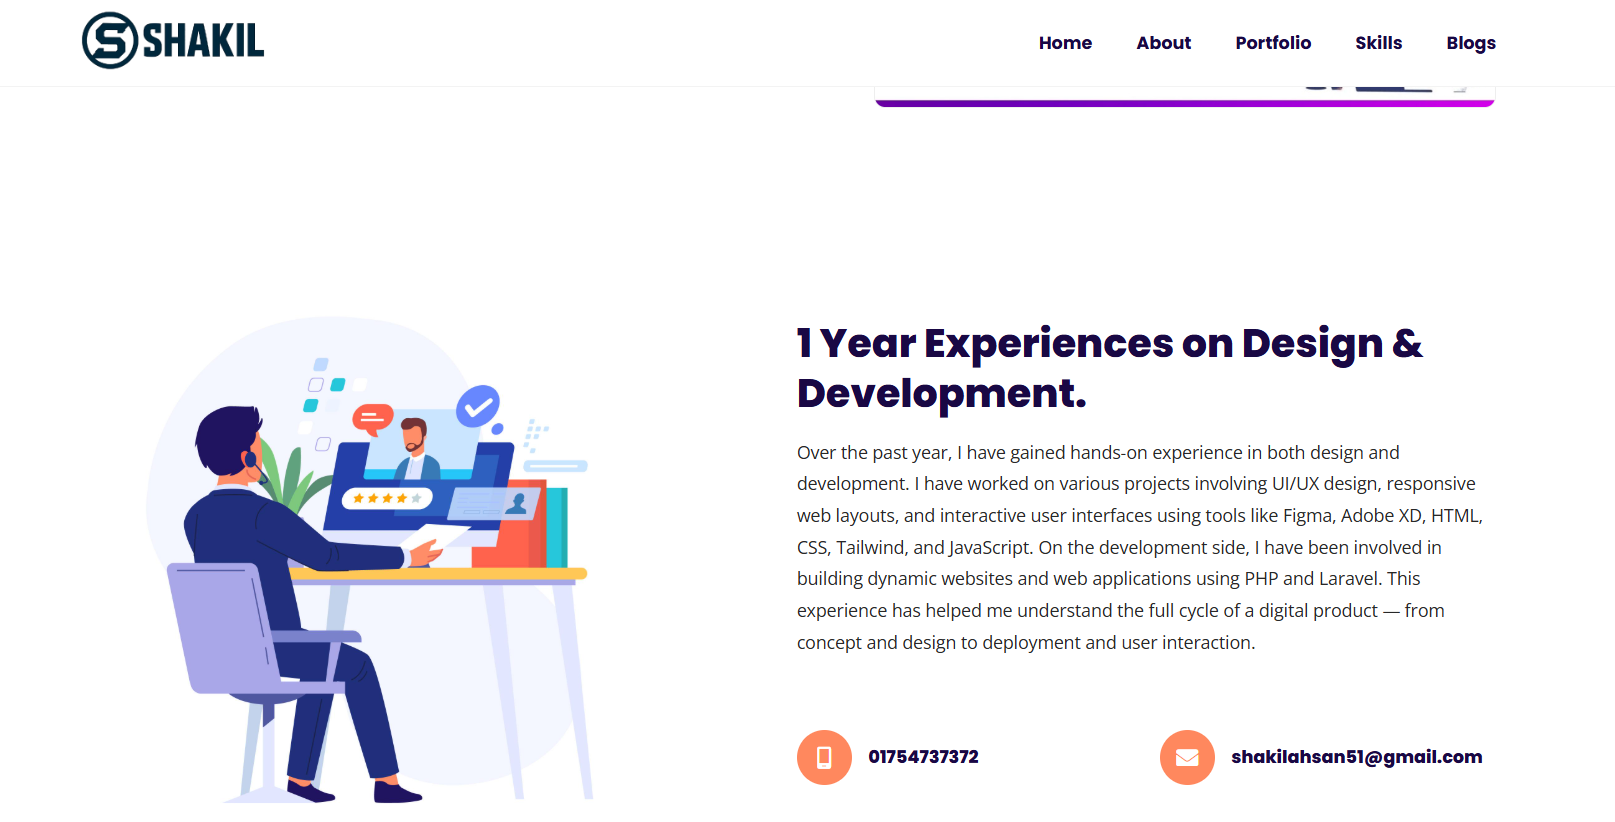 SHAKIL
Home
About
Portfolio
Skills
Blogs
1 Year Experiences on Design &
Development.
Over the past year, I have gained hands-on experience in both design and
development. I have worked on various projects involving UI/UX design, responsive
web layouts, and interactive user interfaces using tools like Figma, Adobe XD, HTML,
CSS, Tailwind, and JavaScript. On the development side, I have been involved in
building dynamic websites and web applications using PHP and Laravel. This
experience has helped me understand the full cycle of a digital product — from
concept and design to deployment and user interaction.
01754737372
shakilahsan51@gmail.com